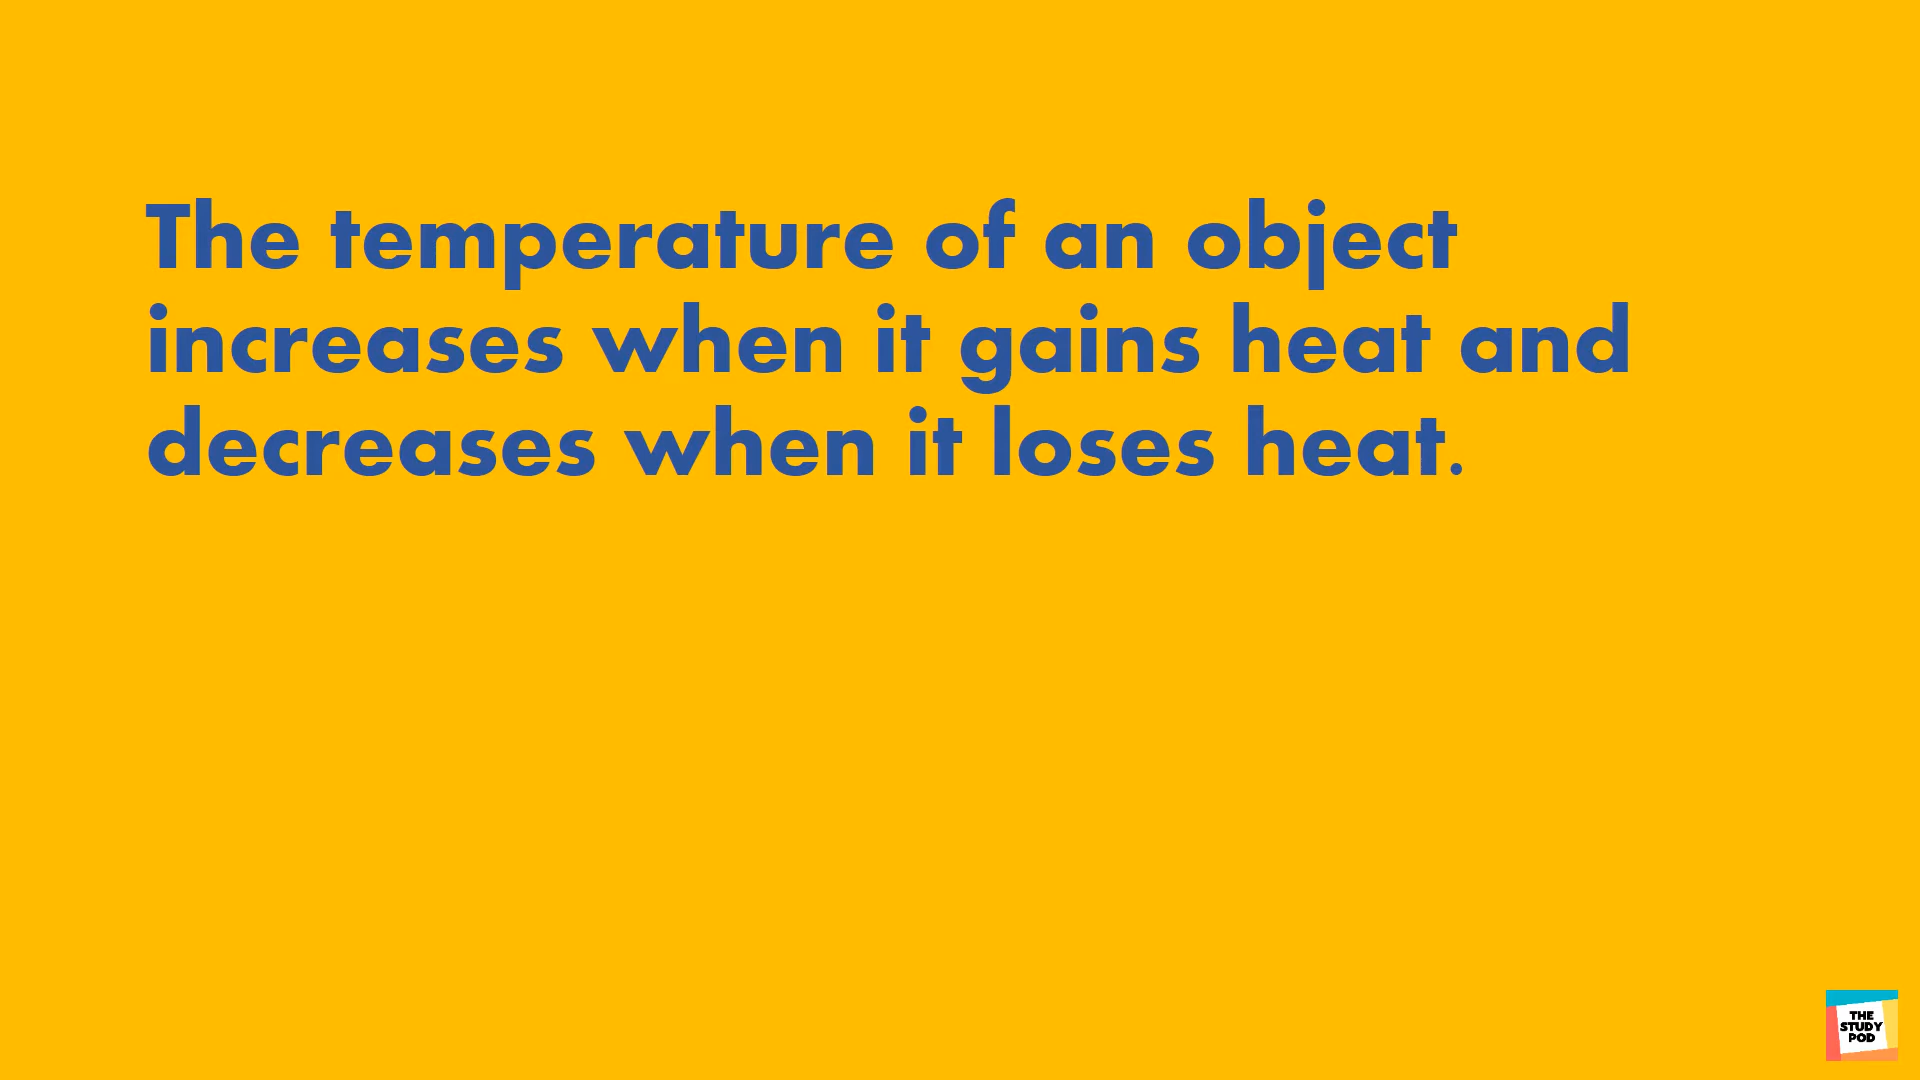 The temperature of an object
increases when it gains heat and
decreases when it loses heat.
THE
STUDY
POD